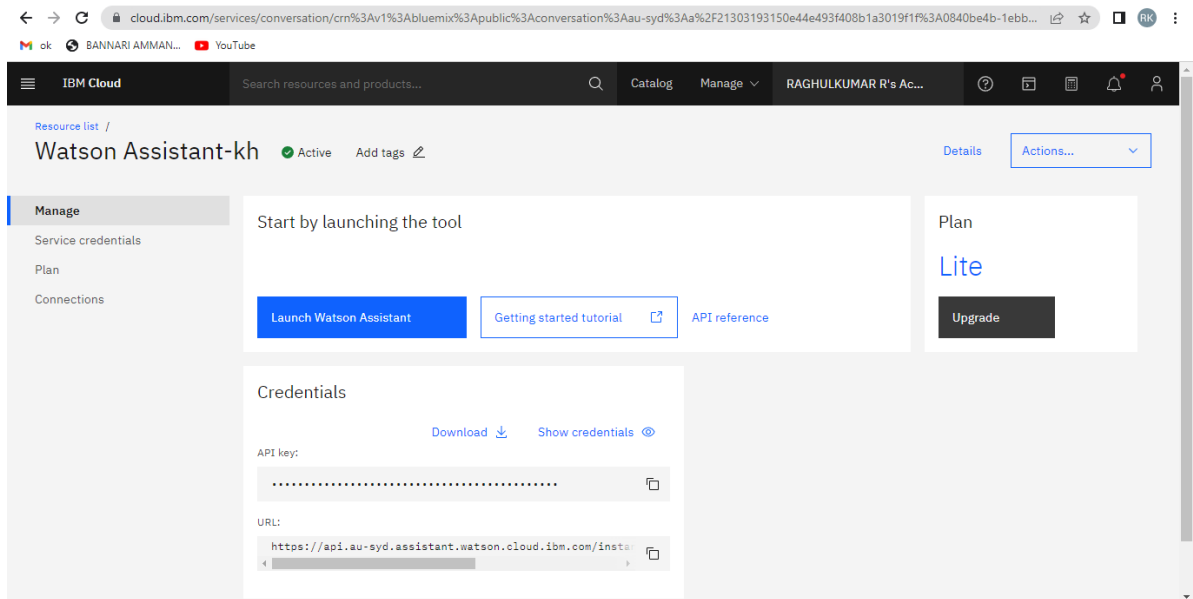 cloud.ibm.com/services/conversation/crn%3Av1%3Abluemix%3Apublic%3Aconversation%3Aau-syd%3Aa%2F21303193150e44e493f408b1a3019f1f%3A0840be4b-1ebb...
RK
ok BANNARI AMMAN... YouTube
IBM Cloud Search resources and products... Catalog Manage RAGHULKUMAR R's Ac...
Resource list /
Watson Assistant-kh Active Add tags Details Actions...
Manage
Service credentials
Plan
Connections
Start by launching the tool
Launch Watson Assistant Getting started tutorial API reference
Plan
Lite
Upgrade
Credentials
Download Show credentials
API key:
URL:
https://api.au-syd.assistant.watson.cloud.ibm.com/insta